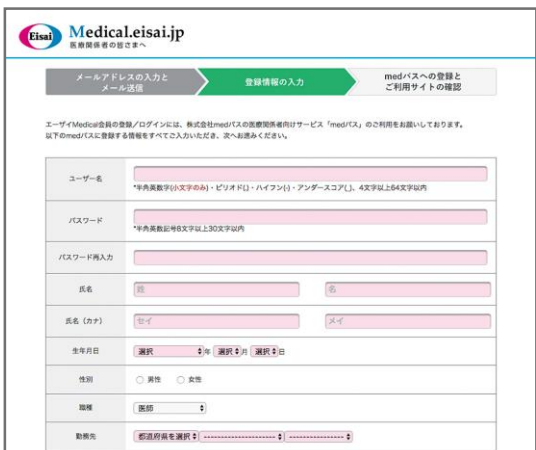 Eisai
Medical.eisai.jp
医療関係者の皆さまへ
メールアドレスの入力と
メール送信
登録情報の入力
medパスへの登録と
ご利用サイトの確認
エーザイMedical会員の登録/ログインには、株式会社medパスの医療関係者向けサービス「medパス」のご利用をお願いしております。
以下のmedパスに登録する情報をすべてご入力いただき、次へお進みください。
ユーザー名
*半角英数字(小文字のみ)・ピリオド(.)・ハイフン(-)・アンダースコア(_)、4文字以上64文字以内
パスワード
*半角英数記号8文字以上30文字以内
パスワード再入力
氏名 姓 名
氏名（カナ） セイ メイ
生年月日 選択 年 選択 月 選択 日
性別 男性 女性
職種 医師
勤務先 都道府県を選択 ---------------------- ----------------